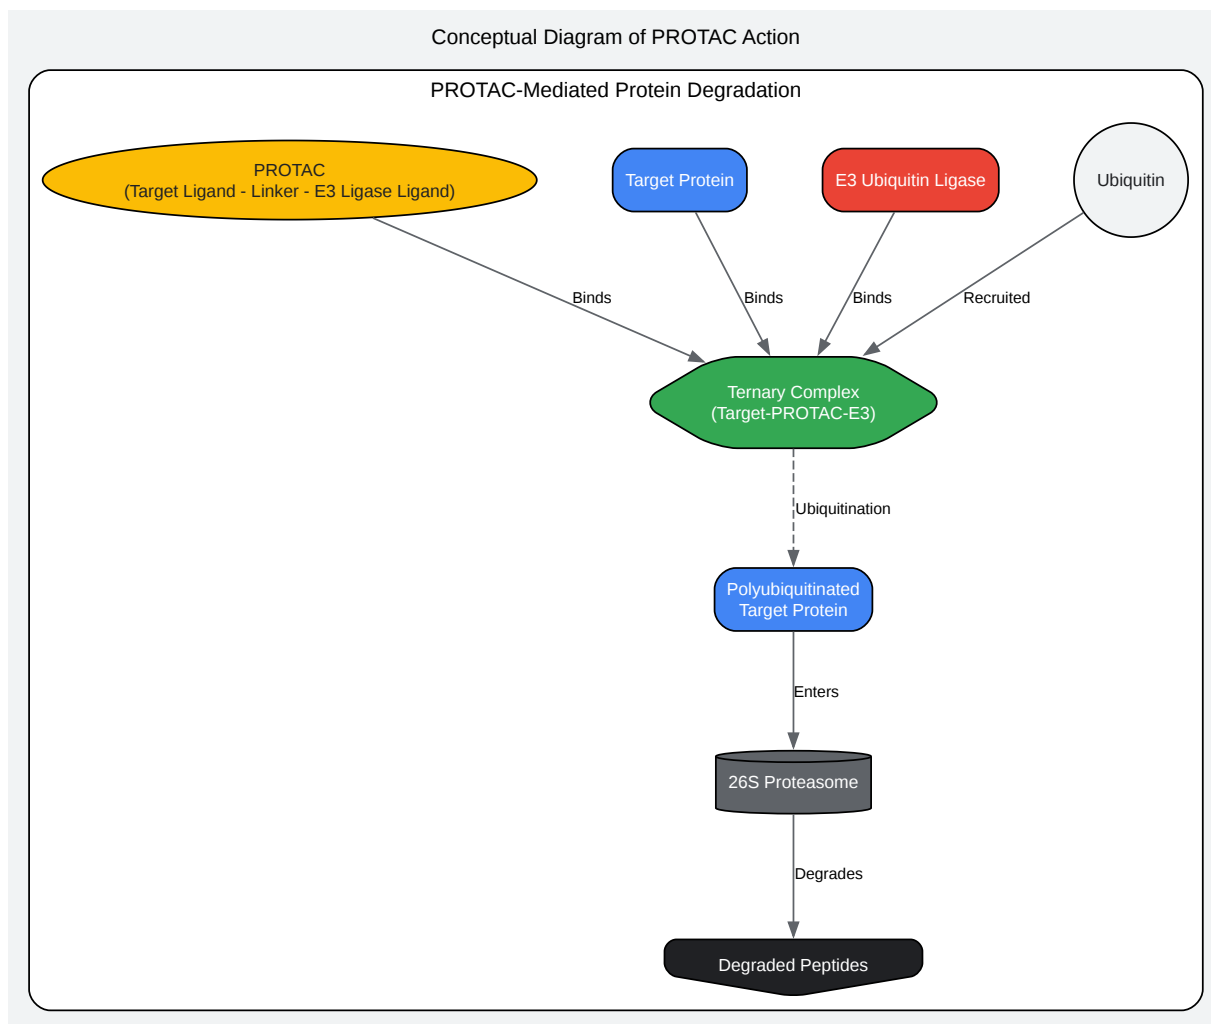 Conceptual Diagram of PROTAC Action
PROTAC-Mediated Protein Degradation
PROTAC
(Target Ligand - Linker - E3 Ligase Ligand)
Target Protein
E3 Ubiquitin Ligase
Ubiquitin
Binds
Binds
Binds
Recruited
Ternary Complex
(Target-PROTAC-E3)
Ubiquitination
Polyubiquitinated
Target Protein
Enters
26S Proteasome
Degrades
Degraded Peptides